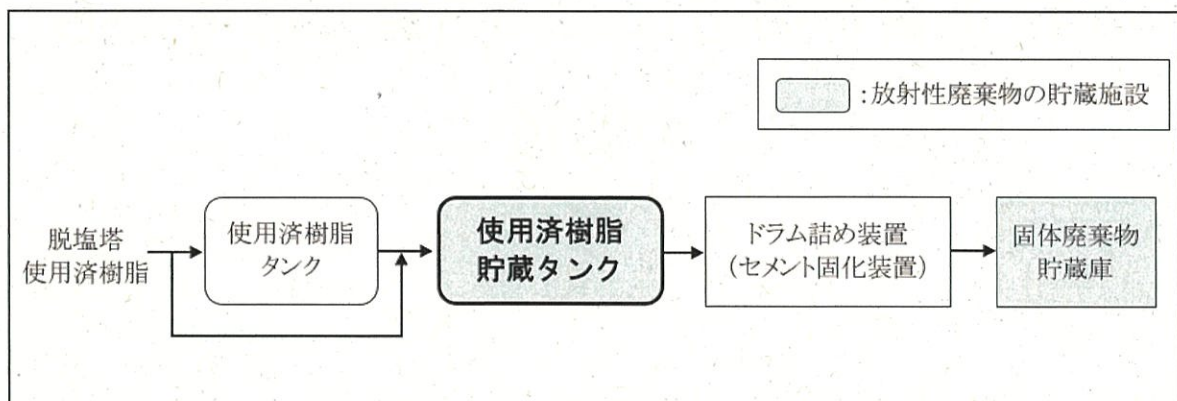 :放射性廃棄物の貯蔵施設
脱塩塔
使用済樹脂
使用済樹脂
タンク
使用済樹脂
貯蔵タンク
ドラム詰め装置
(セメント固化装置)
固体廃棄物
貯蔵庫